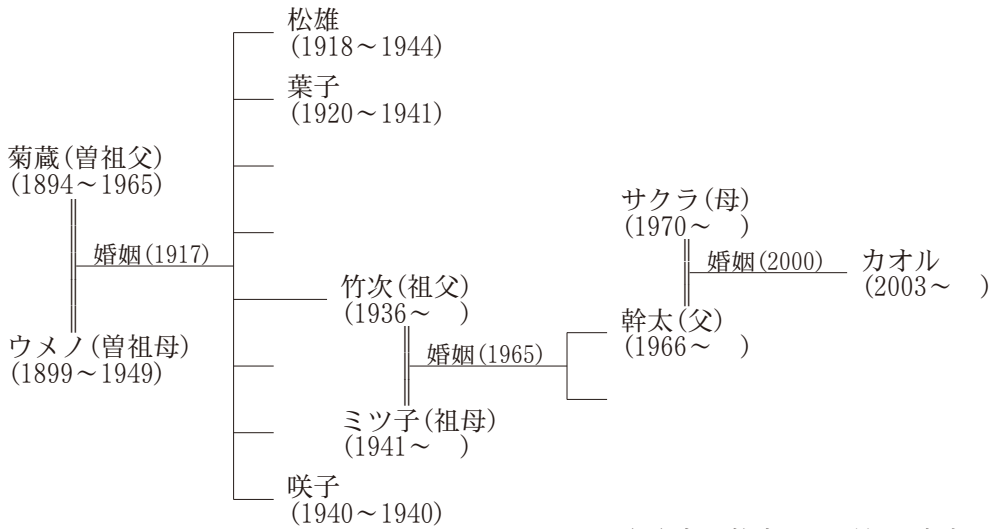 松雄
(1918～1944)
葉子
(1920～1941)
菊蔵(曽祖父)
(1894～1965)
婚姻(1917)
ウメノ(曽祖母)
(1899～1949)
竹次(祖父)
(1936～　)
婚姻(1965)
ミツ子(祖母)
(1941～　)
咲子
(1940～1940)
サクラ(母)
(1970～　)
婚姻(2000)
カオル
(2003～　)
幹太(父)
(1966～　)